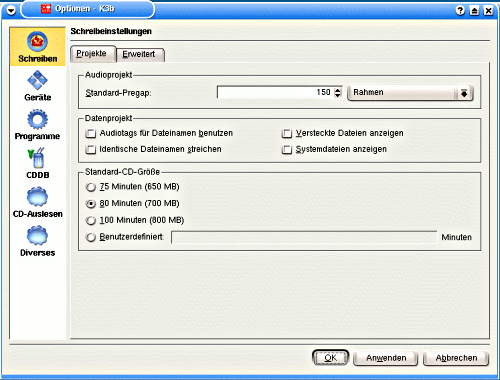 Optionen - K3b
Schreibeinstellungen
Schreiben
Geräte
Programme
CDDB
CD-Auslesen
Diverses
Projekte Erweitert
Audioprojekt
Standard-Pregap: 150 Rahmen
Datenprojekt
Audiotags für Dateinamen benutzen Versteckte Dateien anzeigen
Identische Dateinamen streichen Systemdateien anzeigen
Standard-CD-Größe
75 Minuten (650 MB)
80 Minuten (700 MB)
100 Minuten (800 MB)
Benutzerdefiniert: Minuten
OK Anwenden Abbrechen